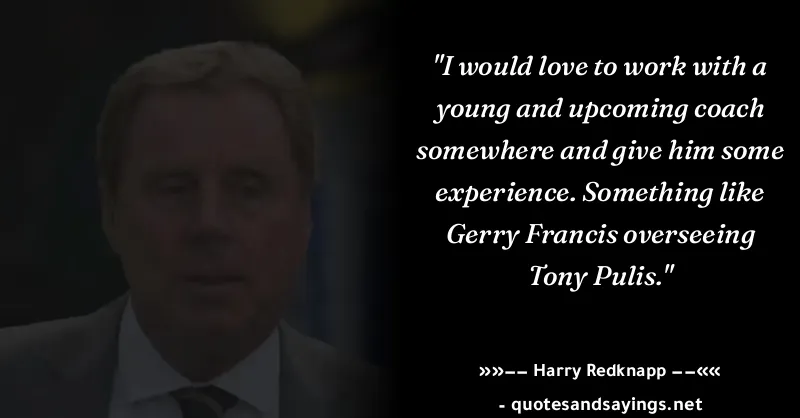 "I would love to work with a
young and upcoming coach
somewhere and give him some
experience. Something like
Gerry Francis overseeing
Tony Pulis."
»»−− Harry Redknapp −−««
- quotesandsayings.net